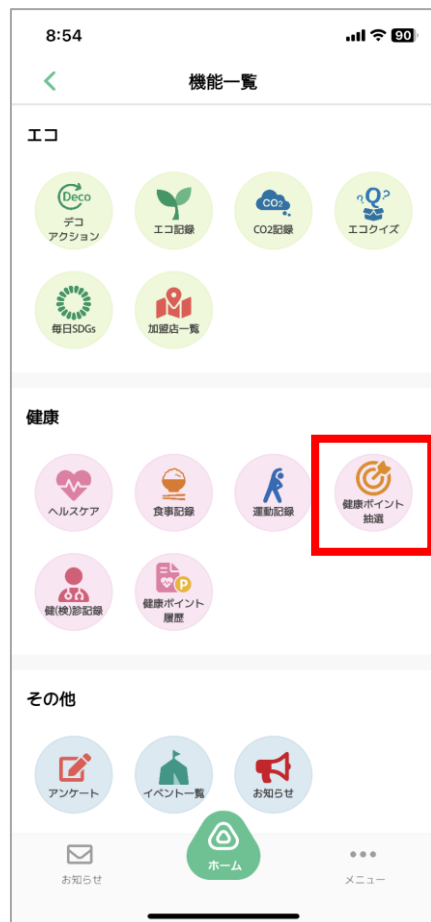 8:54
90
機能一覧
エコ
Deco
デコ
アクション
エコ記録
CO2
CO2記録
?Q?
エコクイズ
毎日SDGs
加盟店一覧
健康
ヘルスケア
食事記録
運動記録
健康ポイント
抽選
健(検)診記録
P
健康ポイント
履歴
その他
アンケート
イベント一覧
お知らせ
お知らせ
ホーム
メニュー